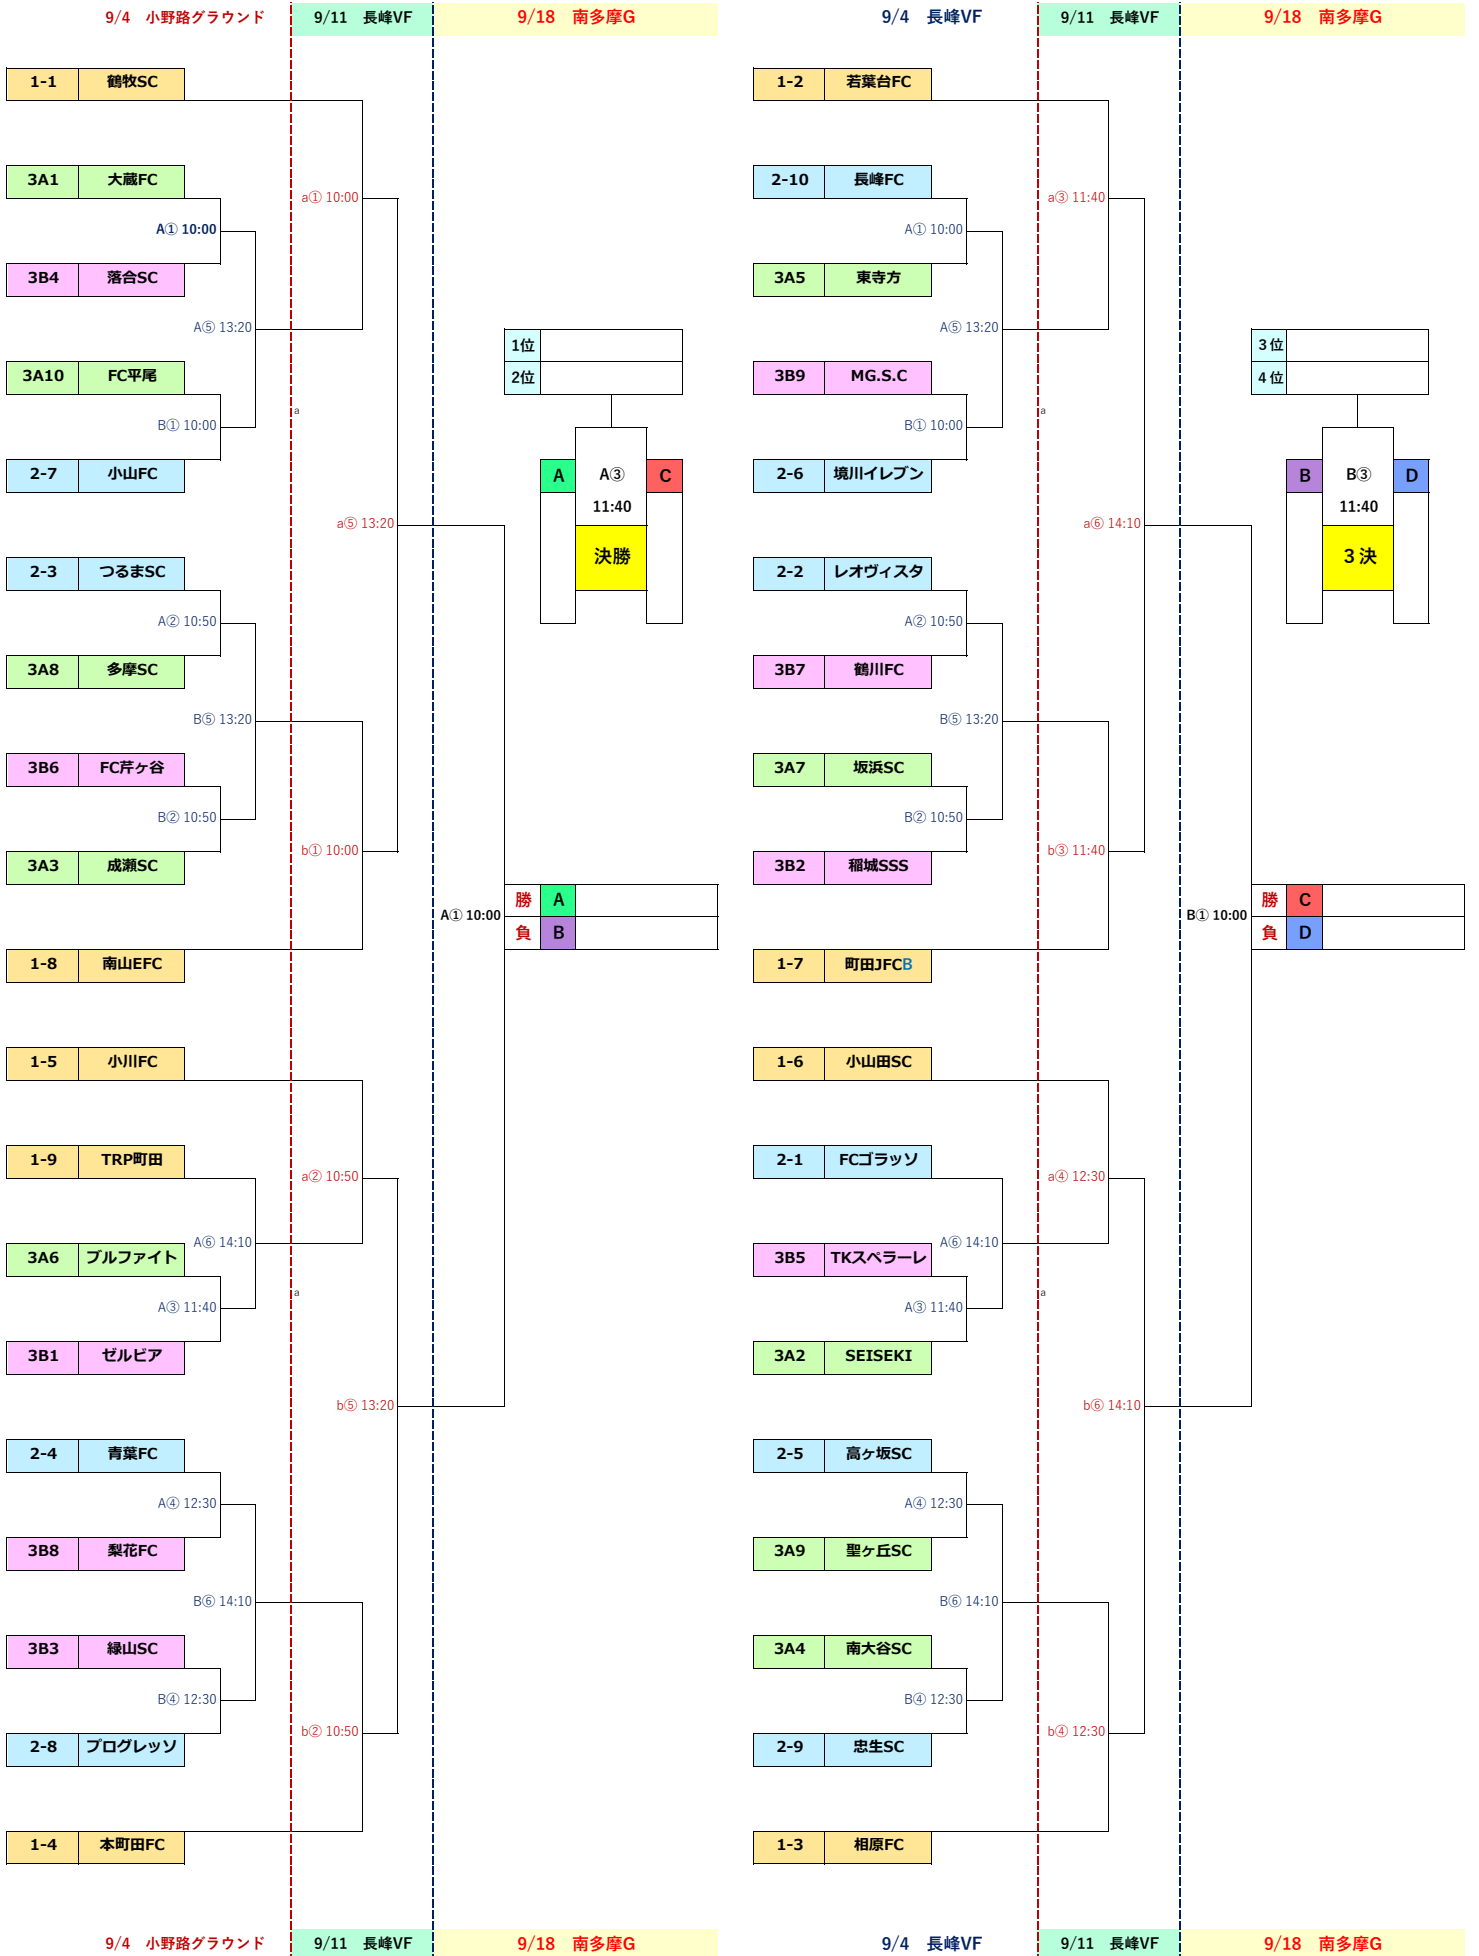 9/4　小野路グラウンド
9/11　長峰VF
9/18　南多摩G
1-1 鶴牧SC
3A1 大蔵FC
a① 10:00
A① 10:00
3B4 落合SC
A⑤ 13:20
1位
2位
3A10 FC平尾
a
B① 10:00
2-7 小山FC
A A③ C
11:40
a⑤ 13:20
決勝
2-3 つるまSC
A② 10:50
3A8 多摩SC
B⑤ 13:20
3B6 FC芹ヶ谷
B② 10:50
b① 10:00
3A3 成瀬SC
勝 A
A① 10:00
負 B
1-8 南山EFC
1-5 小川FC
1-9 TRP町田
a② 10:50
A⑥ 14:10
3A6 ブルファイト
a
A③ 11:40
3B1 ゼルビア
b⑤ 13:20
2-4 青葉FC
A④ 12:30
3B8 梨花FC
B⑥ 14:10
3B3 緑山SC
B④ 12:30
b② 10:50
2-8 プログレッソ
1-4 本町田FC
9/4　小野路グラウンド
9/11　長峰VF
9/18　南多摩G
9/4　長峰VF
9/11　長峰VF
9/18　南多摩G
1-2 若葉台FC
2-10 長峰FC
a③ 11:40
A① 10:00
3A5 東寺方
A⑤ 13:20
３位
４位
3B9 MG.S.C
a
B① 10:00
2-6 境川イレブン
B B③ D
11:40
a⑥ 14:10
３決
2-2 レオヴィスタ
A② 10:50
3B7 鶴川FC
B⑤ 13:20
3A7 坂浜SC
B② 10:50
b③ 11:40
3B2 稲城SSS
勝 C
B① 10:00
負 D
1-7 町田JFCB
1-6 小山田SC
2-1 FCゴラッソ
a④ 12:30
A⑥ 14:10
3B5 TKスペラーレ
a
A③ 11:40
3A2 SEISEKI
b⑥ 14:10
2-5 高ヶ坂SC
A④ 12:30
3A9 聖ヶ丘SC
B⑥ 14:10
3A4 南大谷SC
B④ 12:30
b④ 12:30
2-9 忠生SC
1-3 相原FC
9/4　長峰VF
9/11　長峰VF
9/18　南多摩G